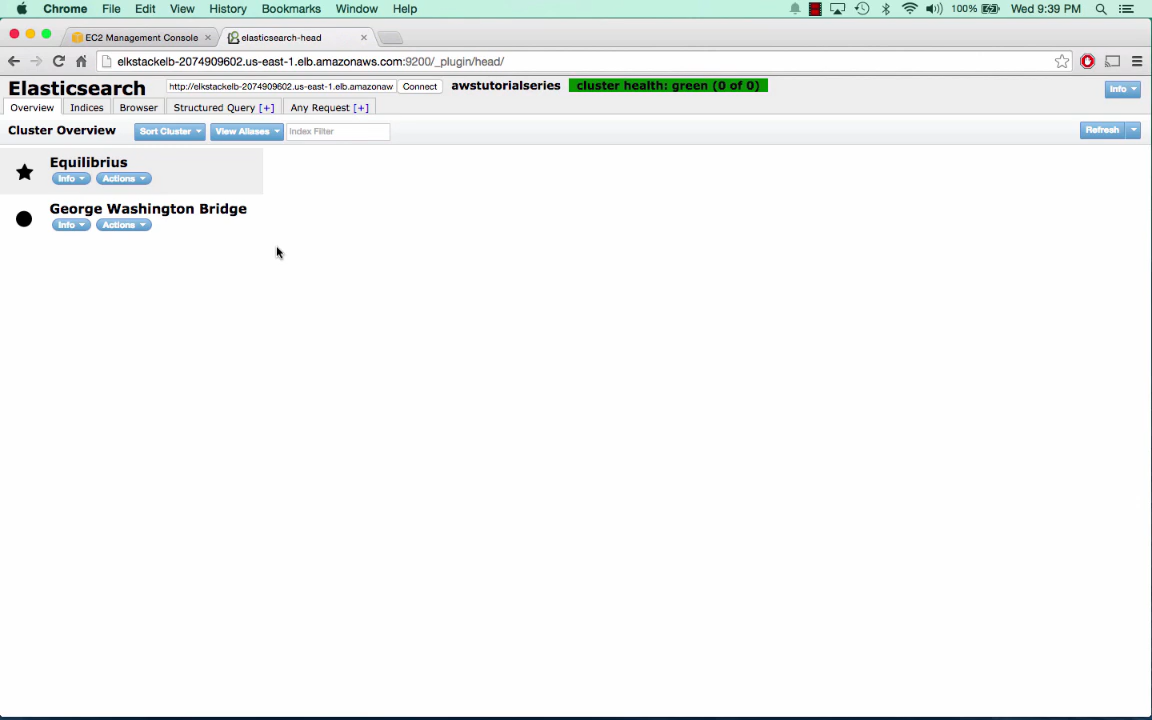 Chrome File Edit View History Bookmarks Window Help 100% Wed 9:39 PM
EC2 Management Console × elasticsearch-head ×
elkstackelb-2074909602.us-east-1.elb.amazonaws.com:9200/_plugin/head/
Elasticsearch http://elkstackelb-2074909602.us-east-1.elb.amazonaw Connect awstutorialseries cluster health: green (0 of 0) Info
Overview Indices Browser Structured Query [+] Any Request [+]
Cluster Overview Sort Cluster View Aliases Index Filter Refresh
Equilibrius
Info Actions
George Washington Bridge
Info Actions